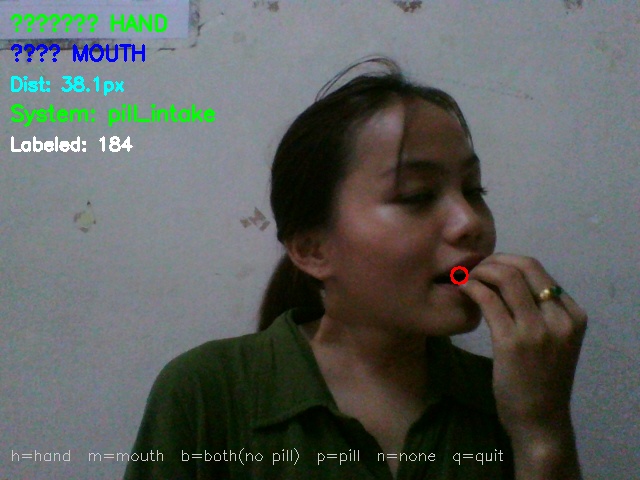 ??????? HAND
???? MOUTH
Dist: 38.1px
System: pill_intake
Labeled: 184
h=hand m=mouth b=both(no pill) p=pill n=none q=quit